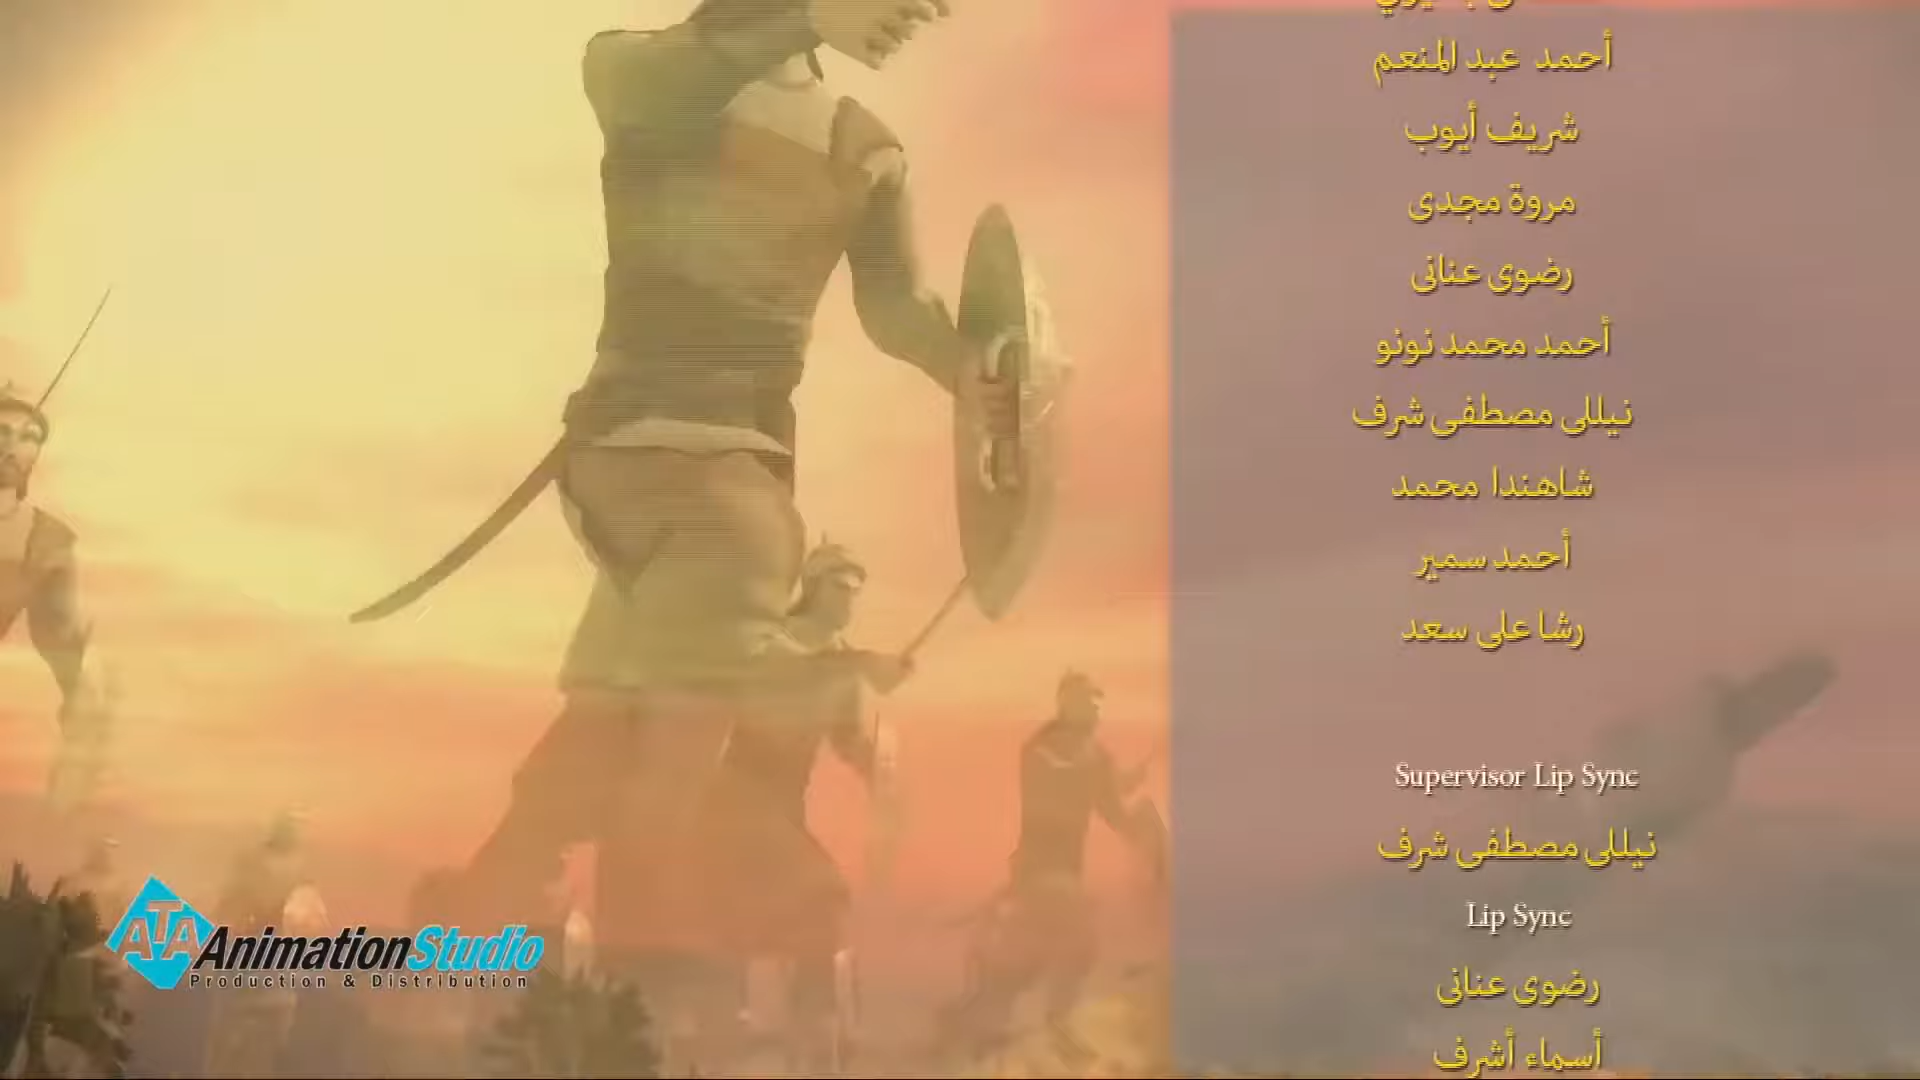 أحمد عبد المنعم
شريف أيوب
مروة مجدى
رضوى عنانى
أحمد محمد نونو
نيللى مصطفى شرف
شاهندا محمد
أحمد سمير
رشا على سعد
Supervisor Lip Sync
نيللى مصطفى شرف
Lip Sync
رضوى عنانى
أسماء أشرف
ATA
AnimationStudio
Production & Distribution